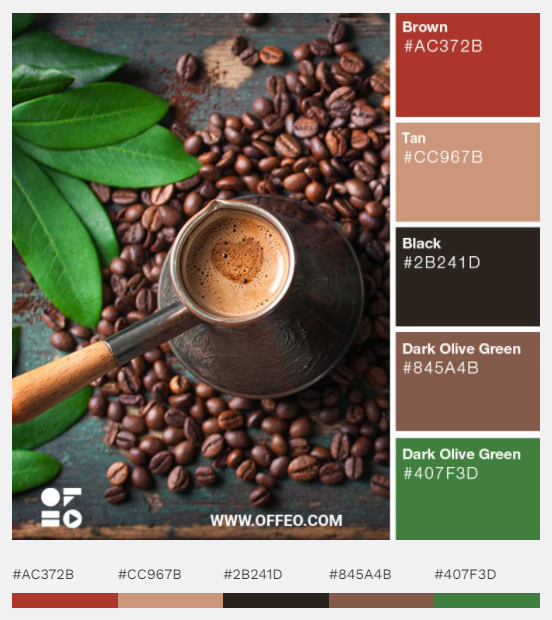 Brown
#AC372B
Tan
#CC967B
Black
#2B241D
Dark Olive Green
#845A4B
Dark Olive Green
#407F3D
WWW.OFFEO.COM
#AC372B #CC967B #2B241D #845A4B #407F3D